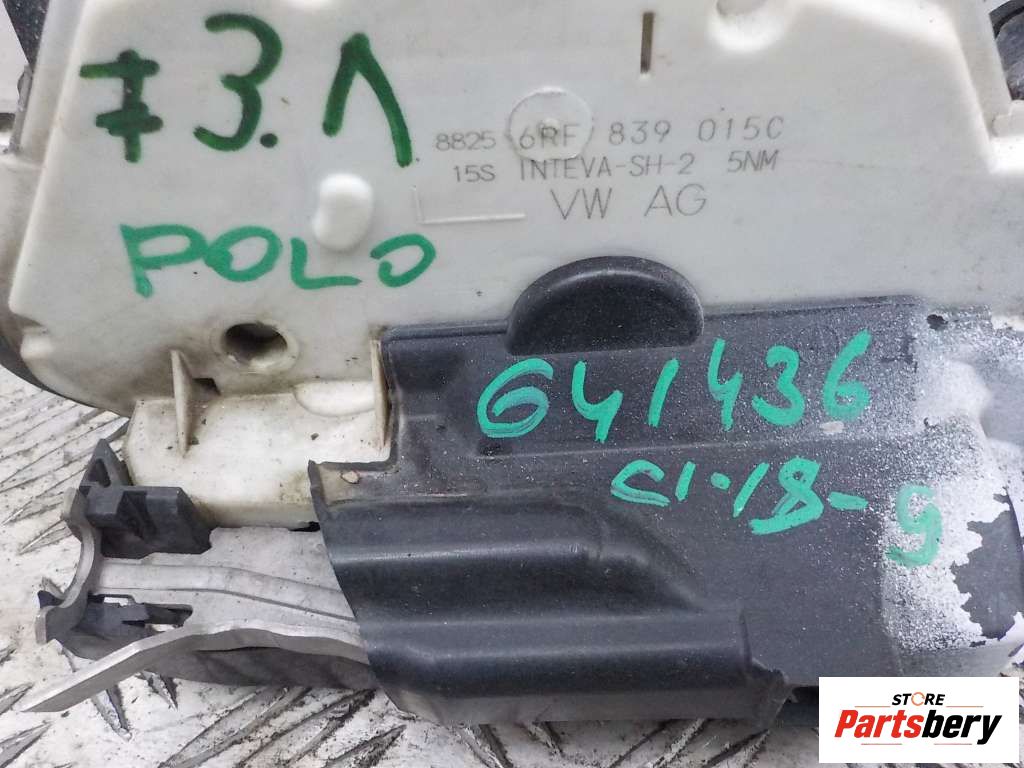 73.1
8825 6RF 839 015C
15S INTEVA-SH-2 5NM
VW AG
POLO
641436
C1-18-9
STORE
Partsbery